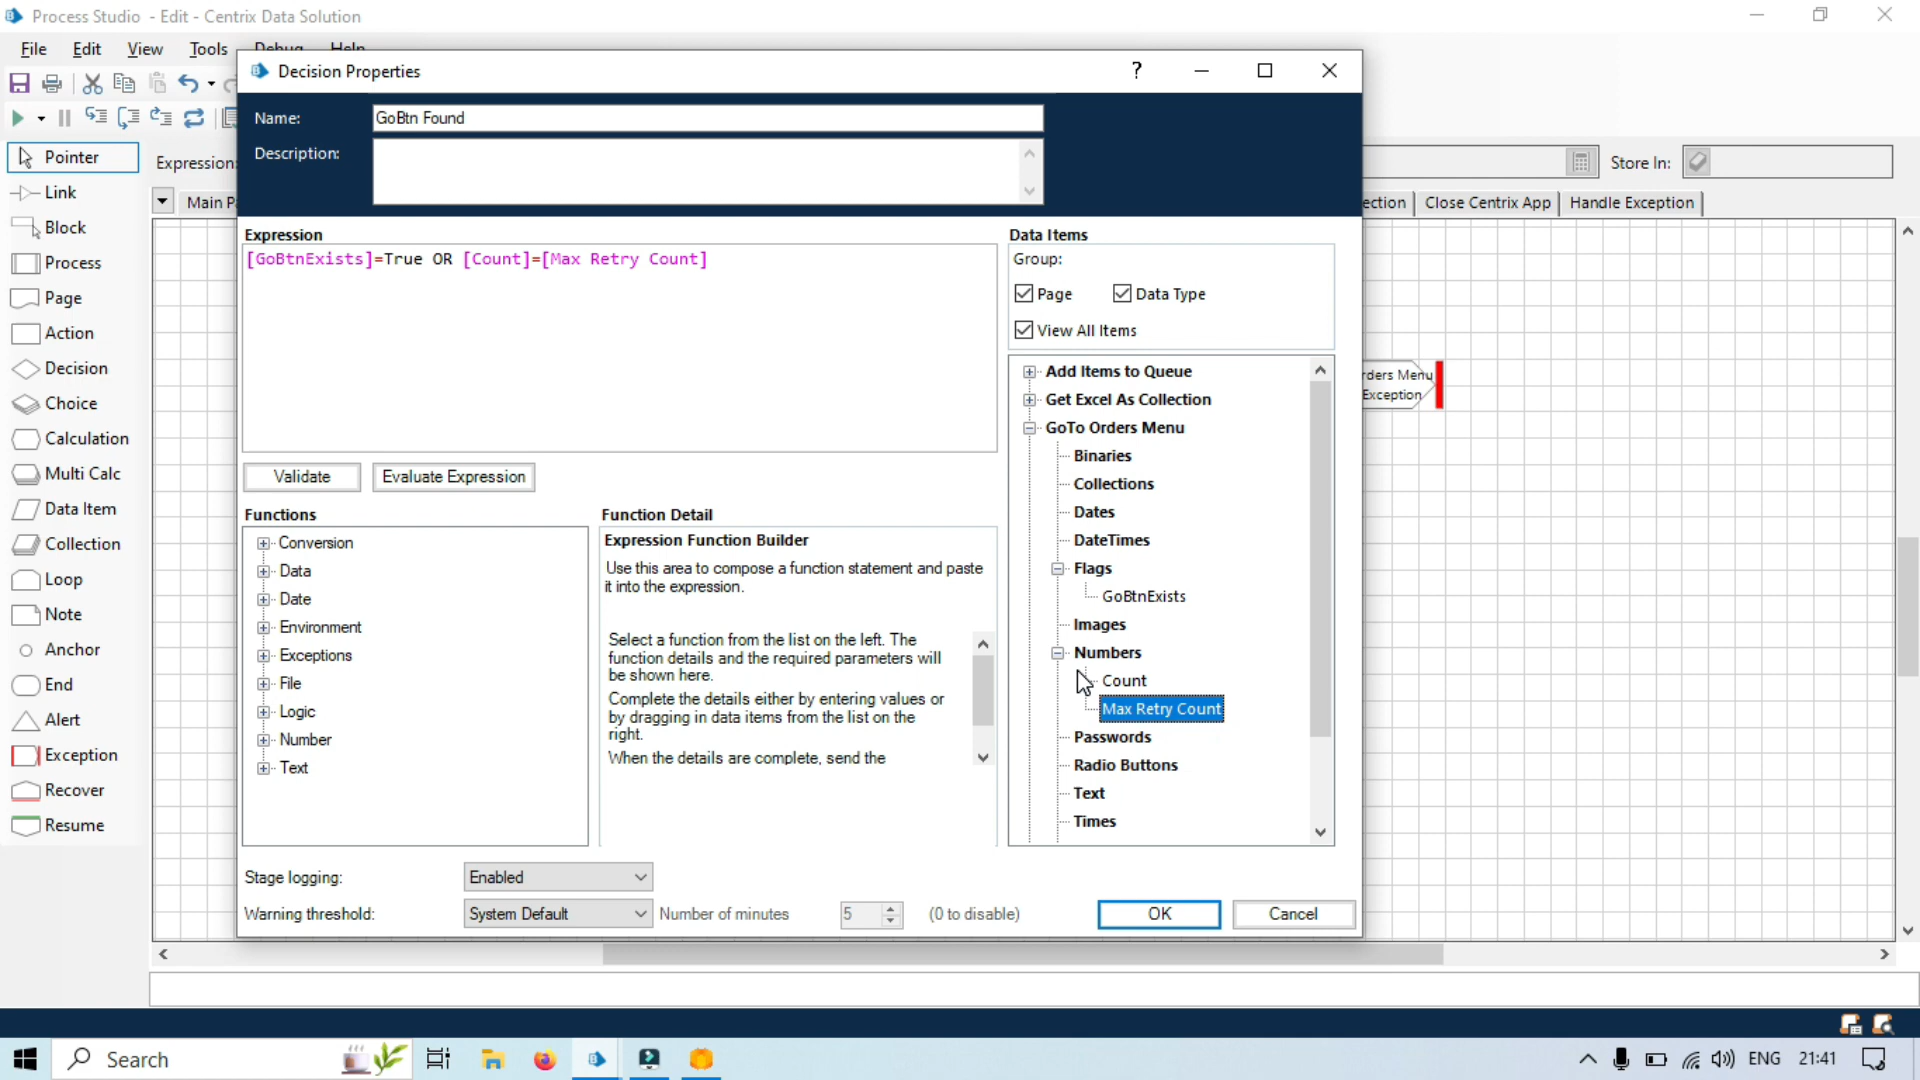 Process Studio - Edit - Centrix Data Solution
File Edit View Tools Debug Help
Decision Properties
?
Name: GoBtn Found
Description:
Pointer
Link
Block
Process
Page
Action
Decision
Choice
Calculation
Multi Calc
Data Item
Collection
Loop
Note
Anchor
End
Alert
Exception
Recover
Resume
Expression:
Store In:
Main P
ection Close Centrix App Handle Exception
Expression
[GoBtnExists]=True OR [Count]=[Max Retry Count]
Validate Evaluate Expression
Functions
Conversion
Data
Date
Environment
Exceptions
File
Logic
Number
Text
Function Detail
Expression Function Builder
Use this area to compose a function statement and paste
it into the expression.
Select a function from the list on the left. The
function details and the required parameters will
be shown here.
Complete the details either by entering values or
by dragging in data items from the list on the
right.
When the details are complete, send the
Data Items
Group:
Page Data Type
View All Items
Add Items to Queue
Get Excel As Collection
GoTo Orders Menu
Binaries
Collections
Dates
DateTimes
Flags
GoBtnExists
Images
Numbers
Count
Max Retry Count
Passwords
Radio Buttons
Text
Times
rders Menu
Exception
Stage logging: Enabled
Warning threshold: System Default Number of minutes 5 (0 to disable)
OK Cancel
Search
ENG 21:41